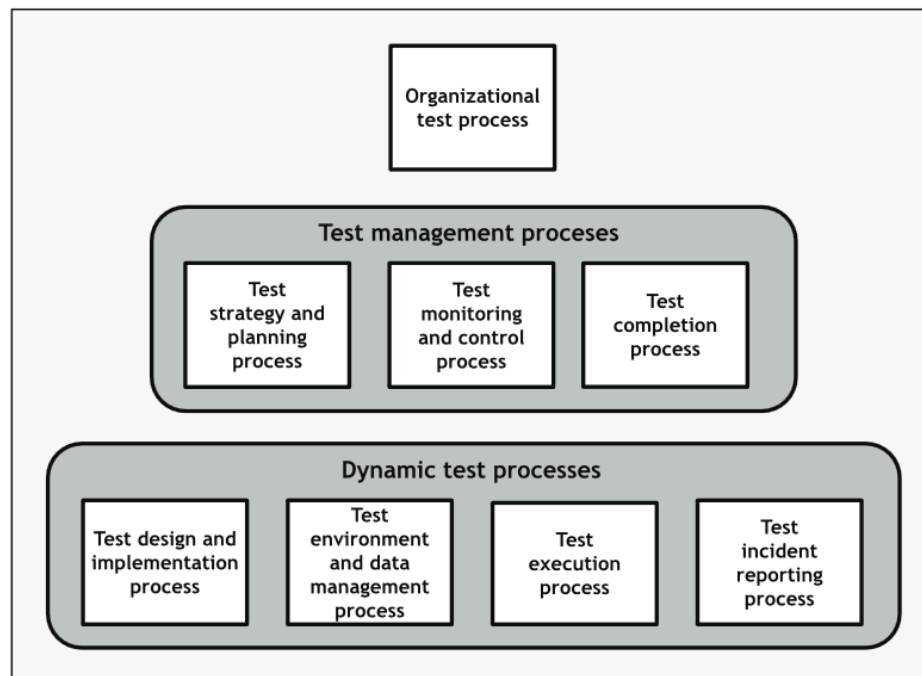 Organizational
test process
Test management proceses
Test
strategy and
planning
process
Test
monitoring
and control
process
Test
completion
process
Dynamic test processes
Test design and
implementation
process
Test
environment
and data
management
process
Test
execution
process
Test
incident
reporting
process